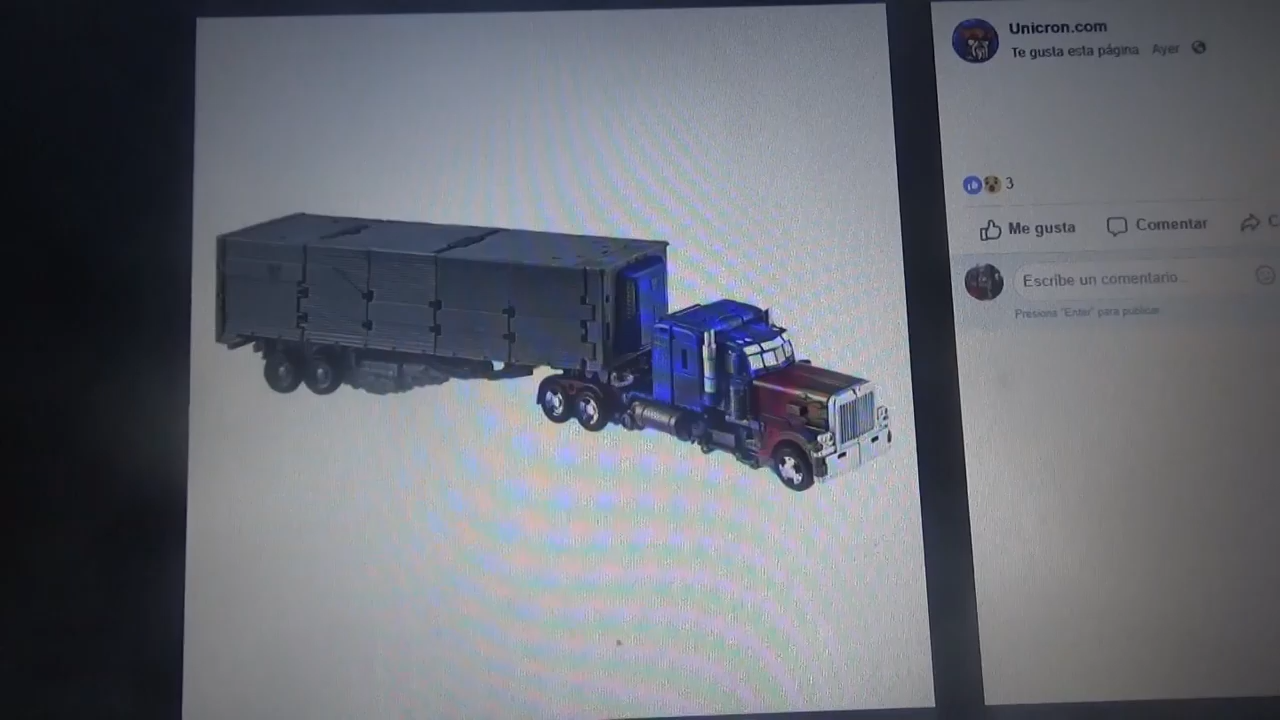 Unicron.com
Te gusta esta página Ayer
3
Me gusta
Comentar
Escribe un comentario
Presiona "Enter" para publicar.